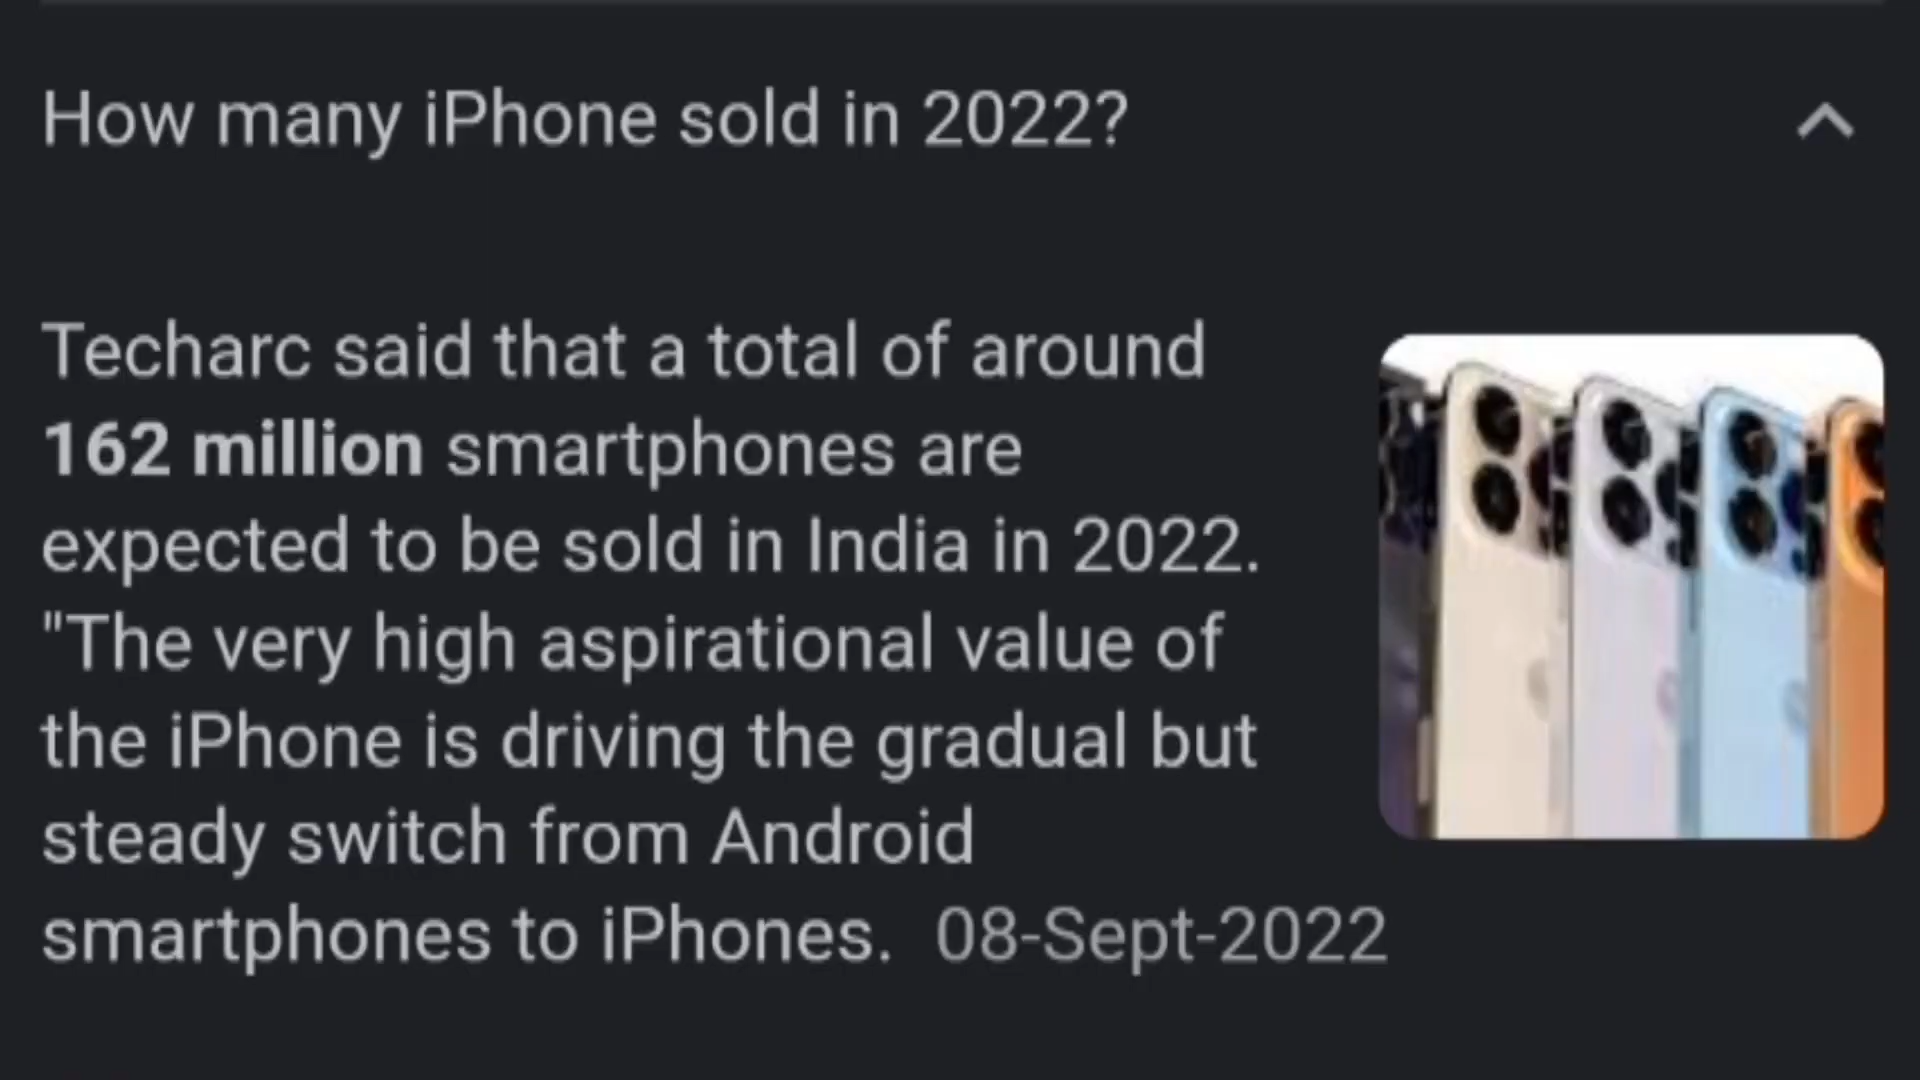 How many iPhone sold in 2022?
Techarc said that a total of around
162 million smartphones are
expected to be sold in India in 2022.
"The very high aspirational value of
the iPhone is driving the gradual but
steady switch from Android
smartphones to iPhones. 08-Sept-2022